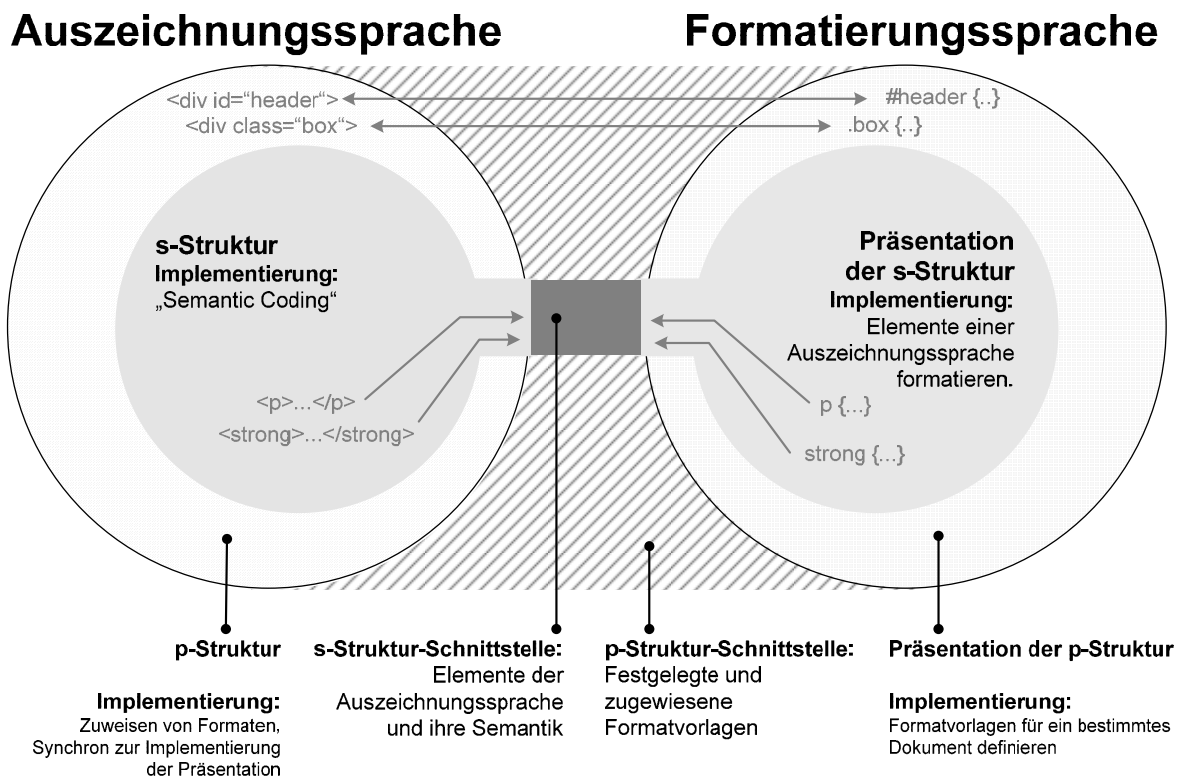 Auszeichnungssprache
Formatierungssprache
<div id=“header“>
#header {..}
<div class=“box“>
.box {..}
s-Struktur
Implementierung:
„Semantic Coding“
<p>...</p>
<strong>...</strong>
Präsentation
der s-Struktur
Implementierung:
Elemente einer
Auszeichnungssprache
formatieren.
p {...}
strong {...}
p-Struktur
Implementierung:
Zuweisen von Formaten,
Synchron zur Implementierung
der Präsentation
s-Struktur-Schnittstelle:
Elemente der
Auszeichnungssprache
und ihre Semantik
p-Struktur-Schnittstelle:
Festgelegte und
zugewiesene
Formatvorlagen
Präsentation der p-Struktur
Implementierung:
Formatvorlagen für ein bestimmtes
Dokument definieren